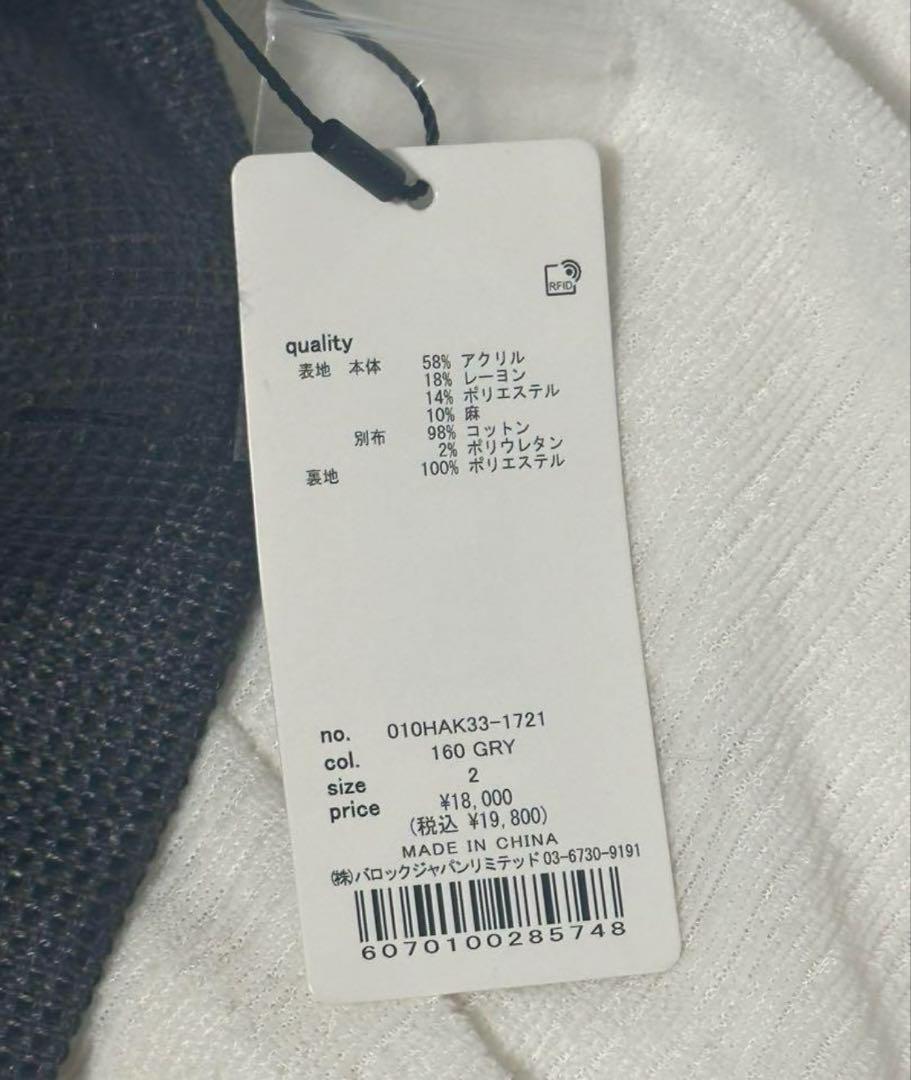 RFID
quality
表地 本体 58% アクリル
18% レーヨン
14% ポリエステル
10% 麻
別布 98% コットン
2% ポリウレタン
裏地 100% ポリエステル
no. 010HAK33-1721
col. 160 GRY
size 2
price ¥18,000
(税込 ¥19,800)
MADE IN CHINA
㈱バロックジャパンリミテッド 03-6730-9191
6070100285748